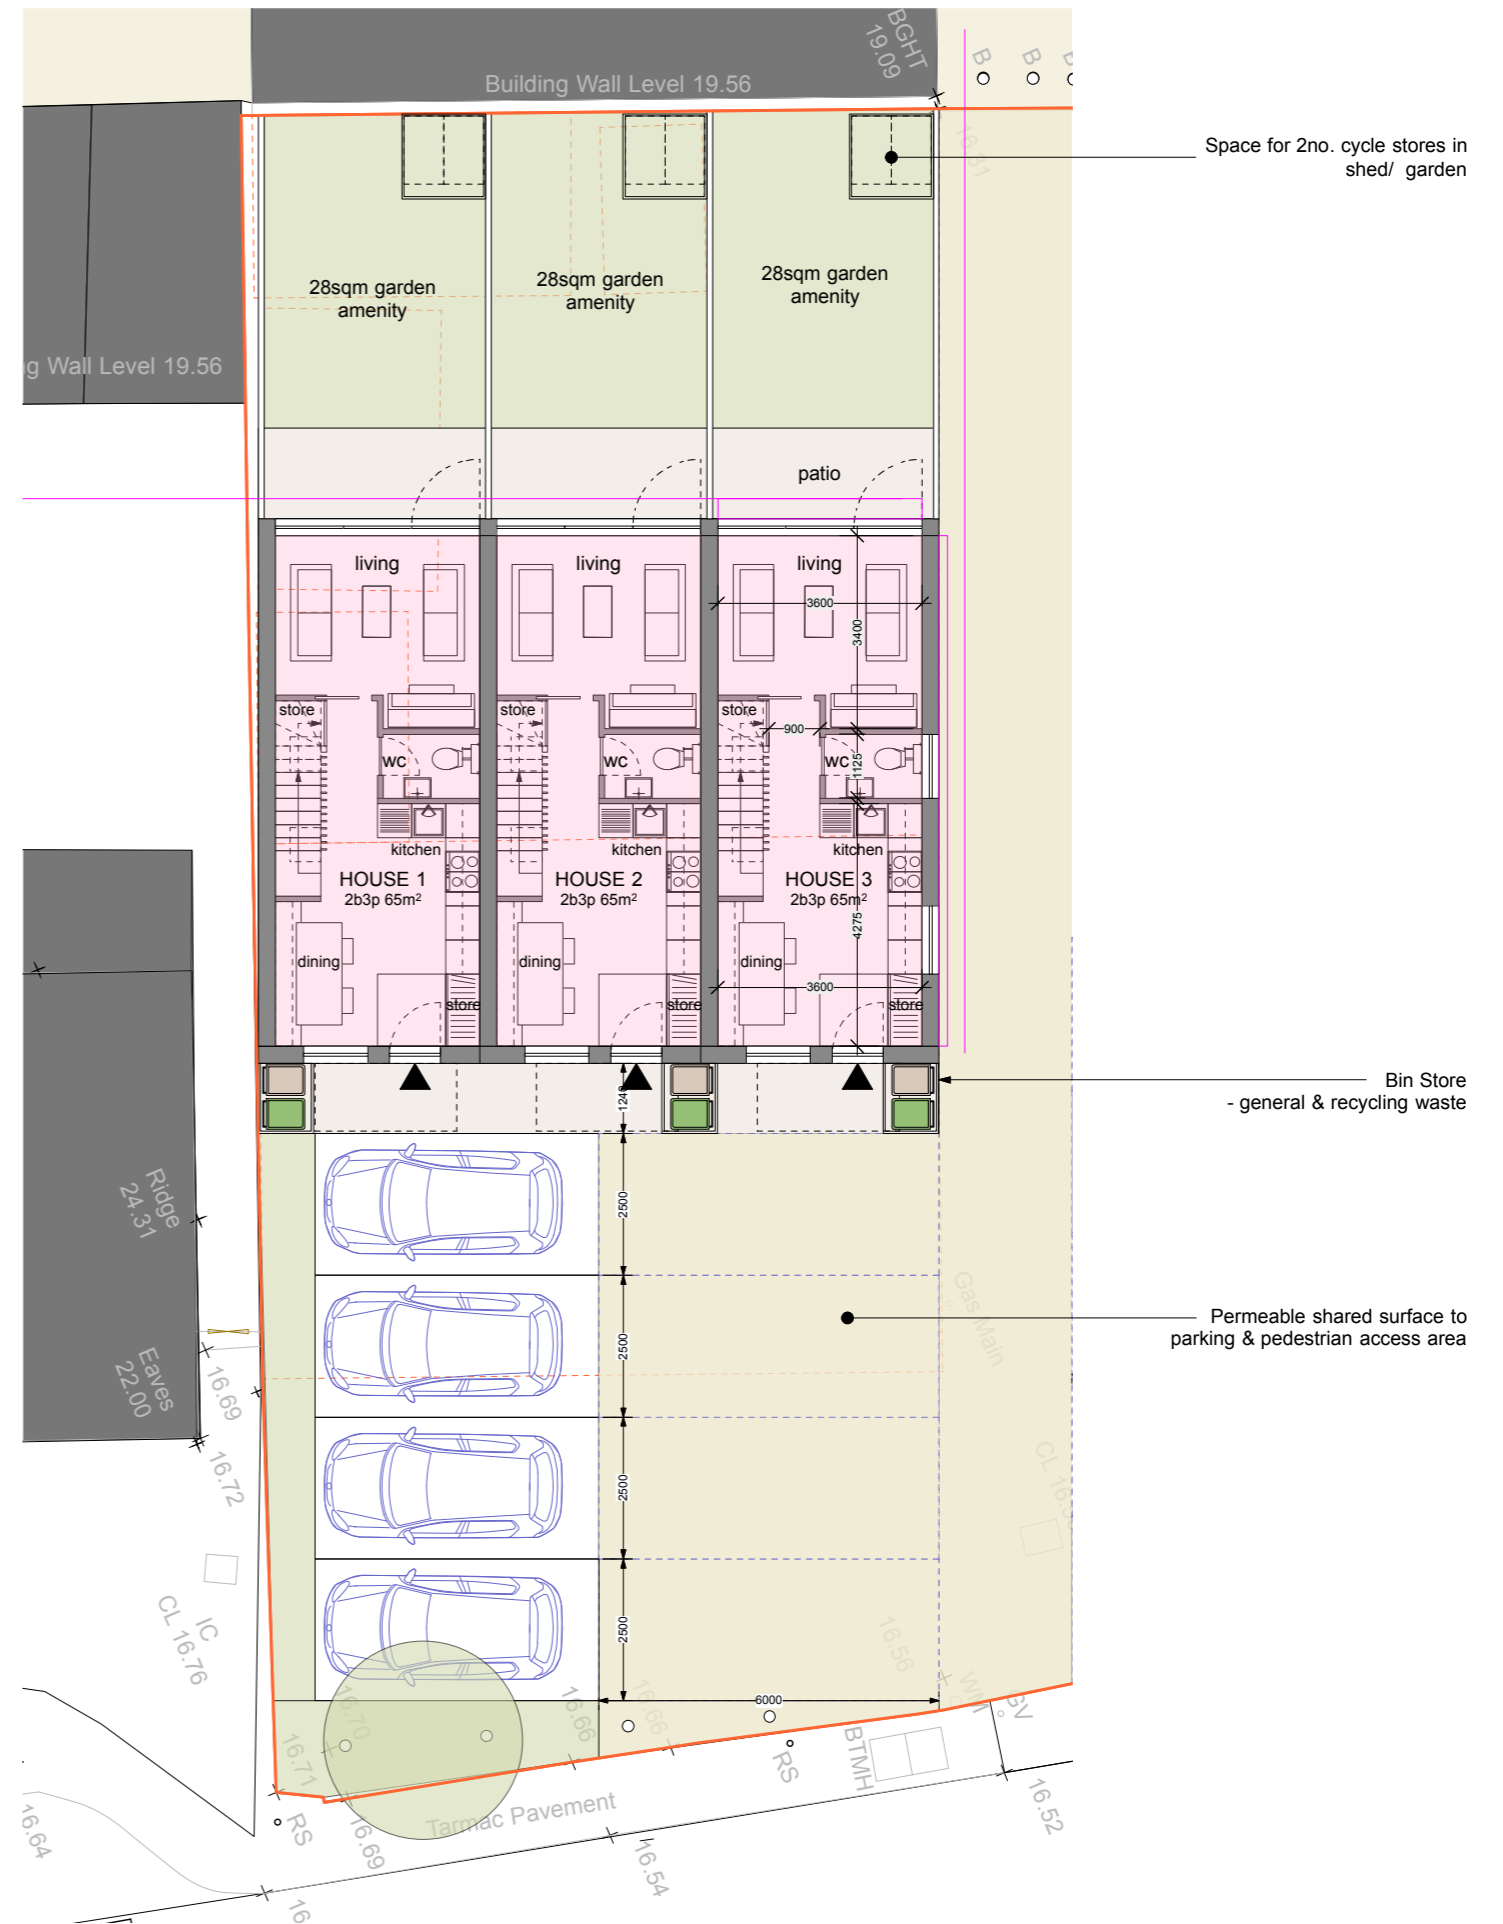 BGHT
19.09
Building Wall Level 19.56
B
B
16.31
Space for 2no. cycle stores in
shed/ garden
28sqm garden
amenity
28sqm garden
amenity
28sqm garden
amenity
g Wall Level 19.56
patio
living
living
living
3600
3400
store
store
store
900
wc
wc
wc
1125
kitchen
kitchen
kitchen
HOUSE 1
2b3p 65m²
HOUSE 2
2b3p 65m²
HOUSE 3
2b3p 65m²
4275
dining
dining
dining
3600
store
store
store
1240
Bin Store
- general & recycling waste
Ridge
24.31
2500
Gas Main
Permeable shared surface to
parking & pedestrian access area
2500
Eaves
22.00
16.69
16.72
2500
IC
CL 16.76
2500
16.56
WM
GV
6000
16.70
16.66
16.66
16.71
RS
BTMH
RS
16.69
Tarmac Pavement
16.54
16.52
16.64